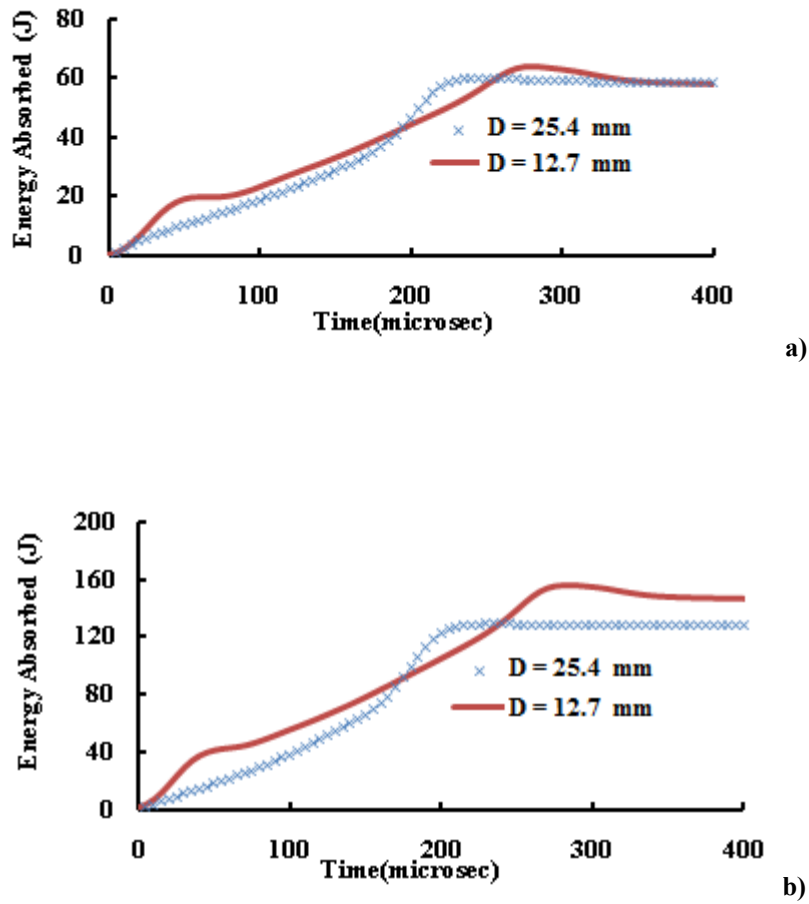 80
60
40
20
0
Energy Absorbed (J)
D = 25.4 mm
D = 12.7 mm
0 100 200 300 400
Time(microsec)
a)
200
160
120
80
40
0
Energy Absorbed (J)
D = 25.4 mm
D = 12.7 mm
0 100 200 300 400
Time(microsec)
b)